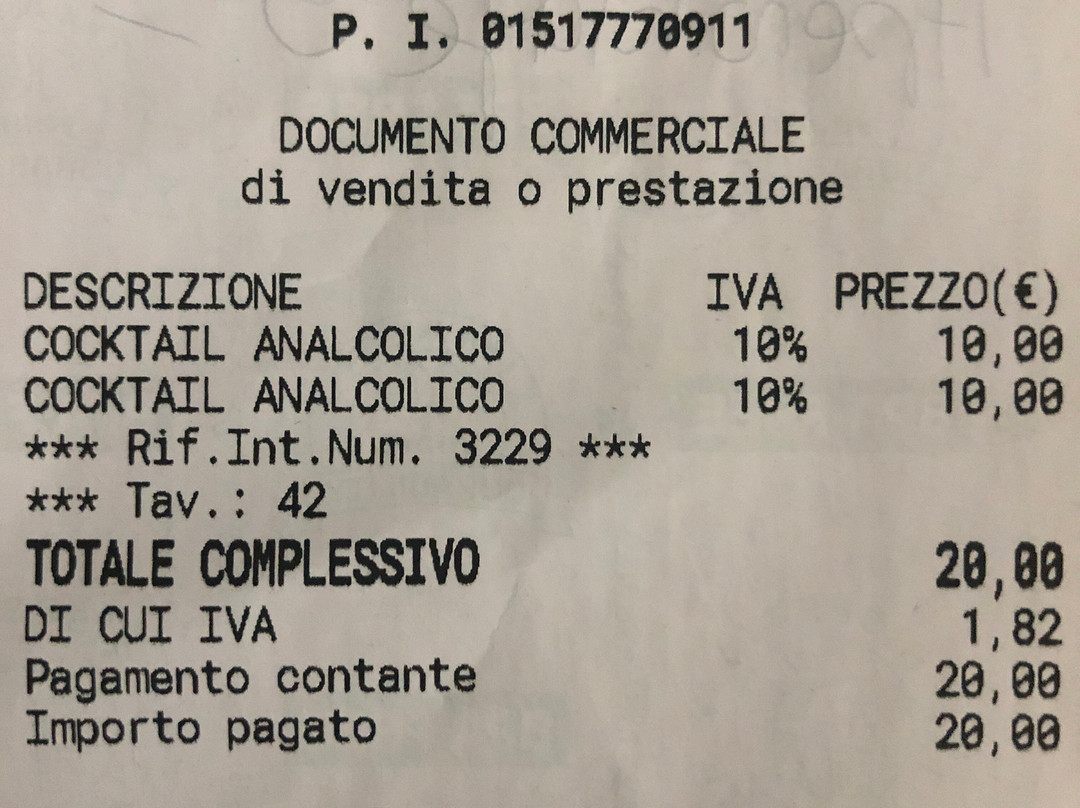 P. I. 01517770911
DOCUMENTO COMMERCIALE
di vendita o prestazione
DESCRIZIONE IVA PREZZO(€)
COCKTAIL ANALCOLICO 10% 10,00
COCKTAIL ANALCOLICO 10% 10,00
*** Rif.Int.Num. 3229 ***
*** Tav.: 42
TOTALE COMPLESSIVO 20,00
DI CUI IVA 1,82
Pagamento contante 20,00
Importo pagato 20,00